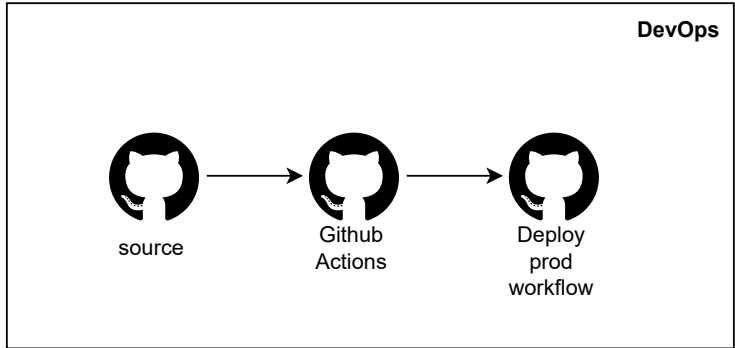 DevOps
source
Github
Actions
Deploy
prod
workflow